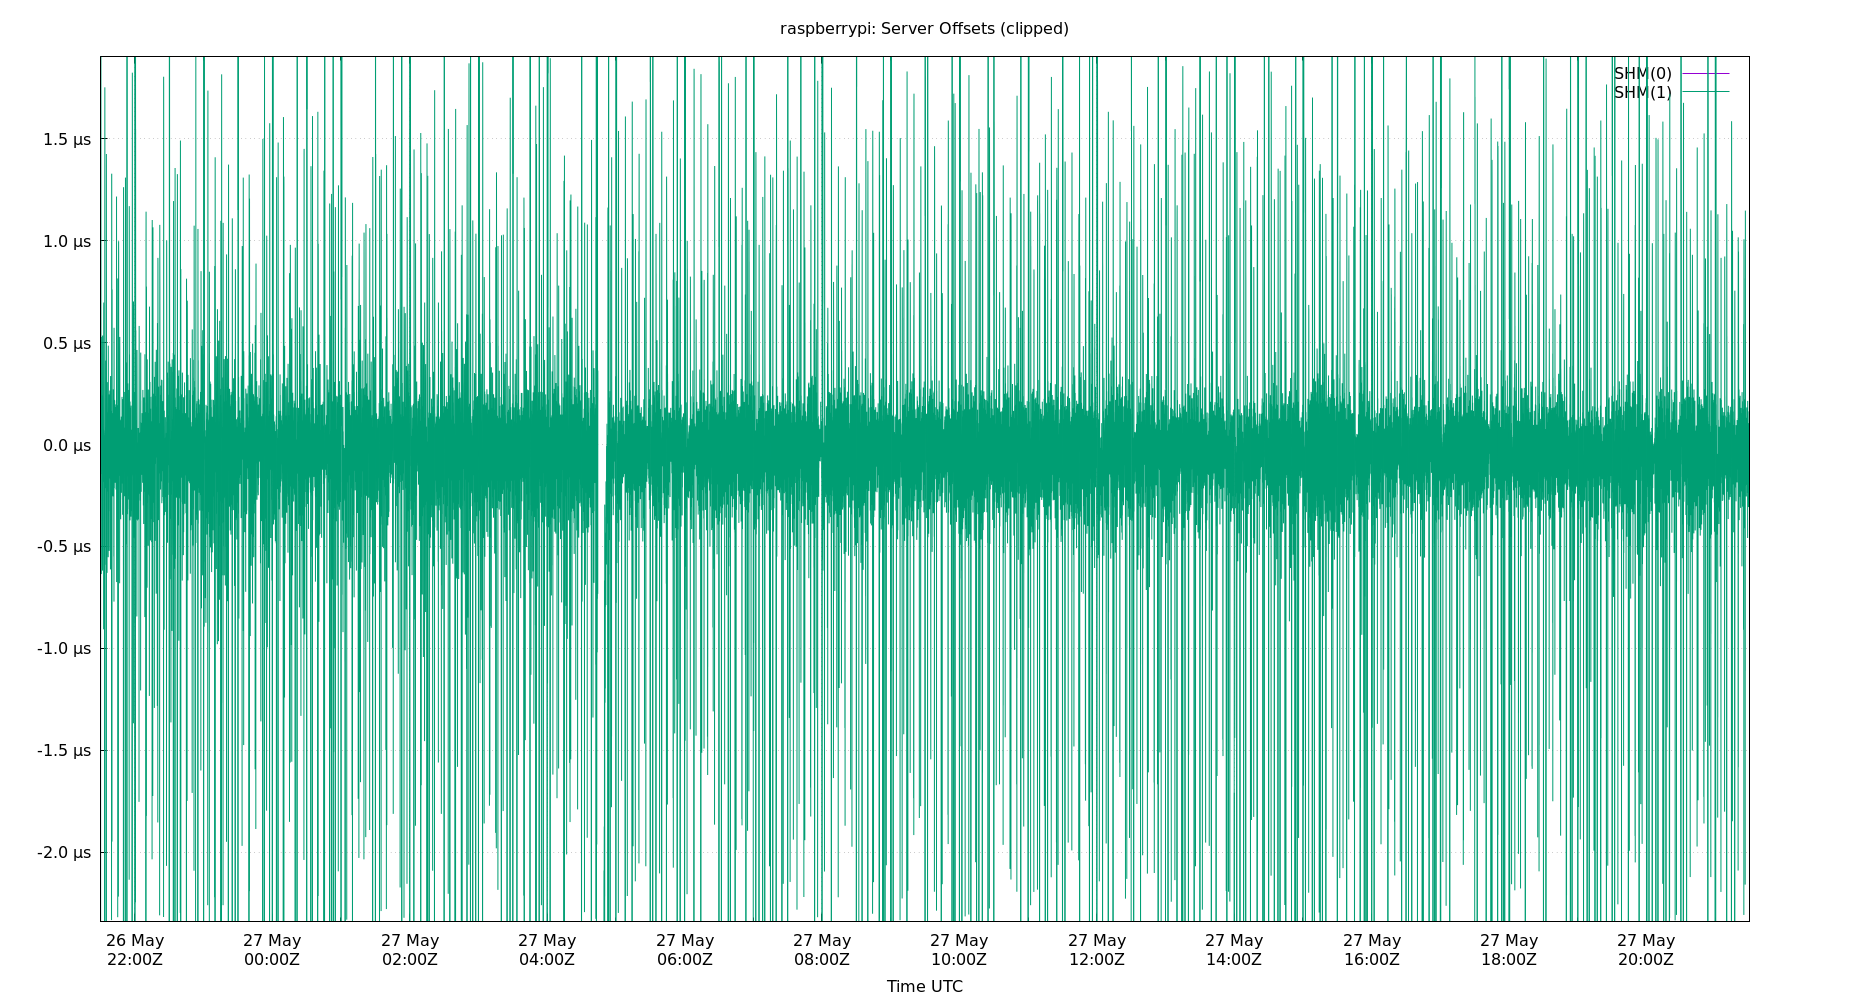 raspberrypi: Server Offsets (clipped)
SHM(0)
SHM(1)
1.5 µs
1.0 µs
0.5 µs
0.0 µs
-0.5 µs
-1.0 µs
-1.5 µs
-2.0 µs
26 May 27 May 27 May 27 May 27 May 27 May 27 May 27 May 27 May 27 May 27 May 27 May
22:00Z 00:00Z 02:00Z 04:00Z 06:00Z 08:00Z 10:00Z 12:00Z 14:00Z 16:00Z 18:00Z 20:00Z
Time UTC